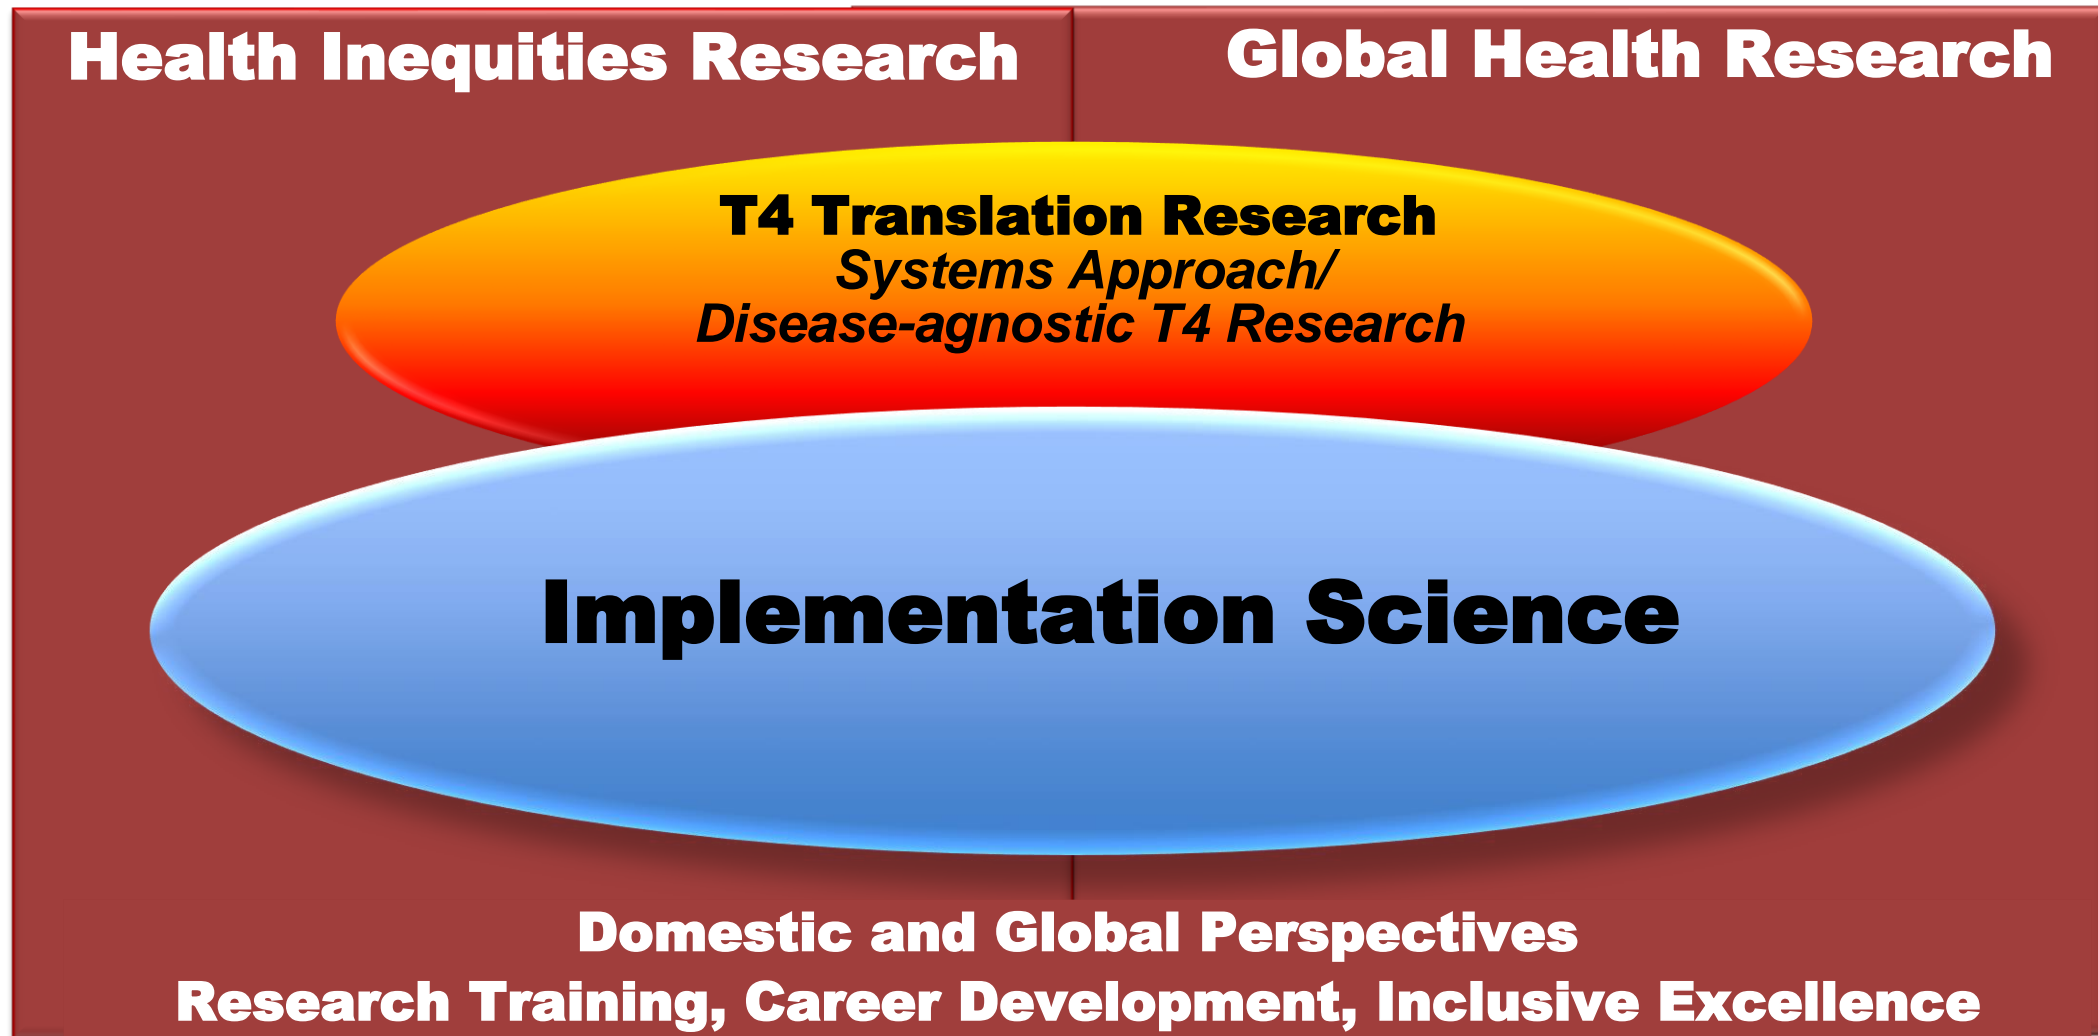 Health Inequities Research
Global Health Research
T4 Translation Research
Systems Approach/
Disease-agnostic T4 Research
Implementation Science
Domestic and Global Perspectives
Research Training, Career Development, Inclusive Excellence